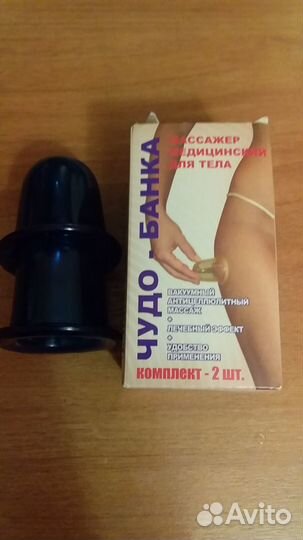 ЧУДО - БАНКА
МАССАЖЕР
МЕДИЦИНСКИЙ
ДЛЯ ТЕЛА
ВАКУУМНЫЙ
АНТИЦЕЛЛЮЛИТНЫЙ
МАССАЖ
+
ЛЕЧЕБНЫЙ ЭФФЕКТ
+
УДОБСТВО
ПРИМЕНЕНИЯ
КОМПЛЕКТ - 2 ШТ.
Avito